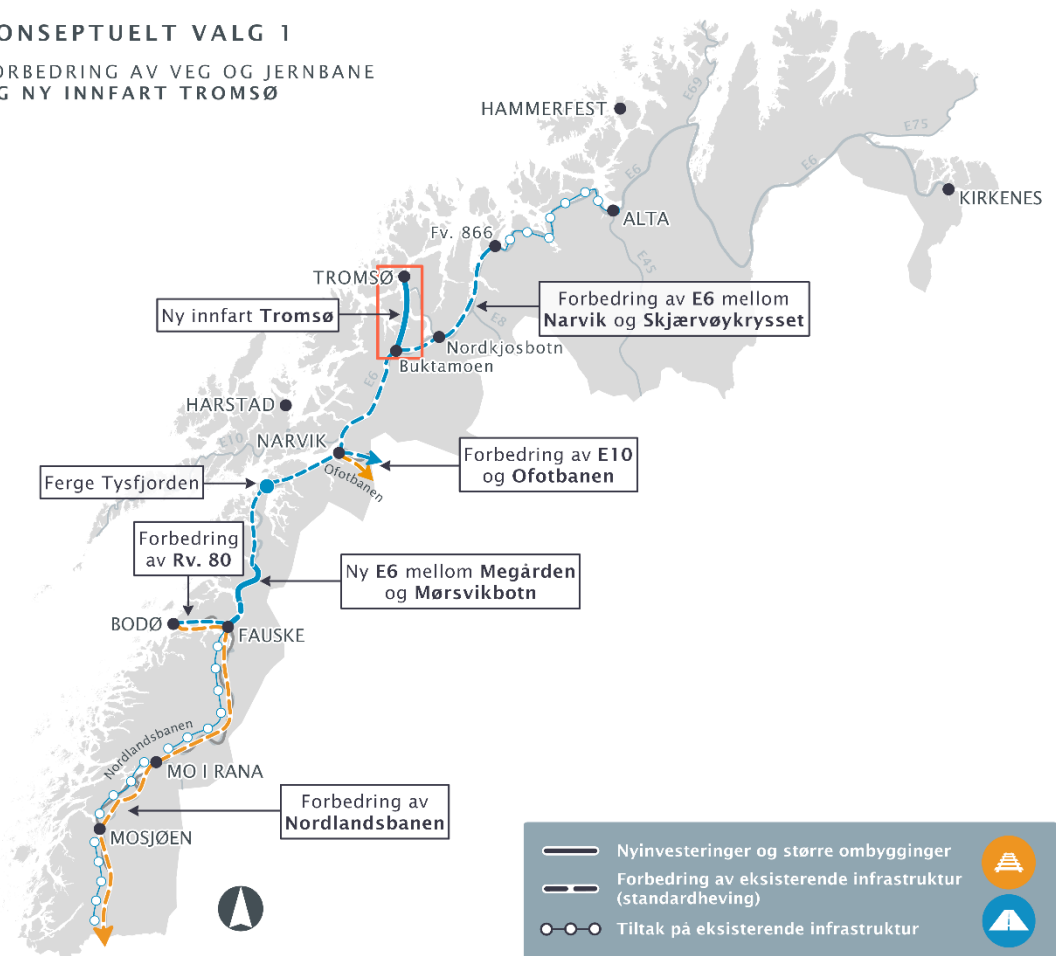 ONSEPTUELT VALG 1
ORBEDRING AV VEG OG JERNBANE
G NY INNFART TROMSØ
HAMMERFEST
E69
E75
E6
E6
KIRKENES
ALTA
Fv. 866
E45
TROMSØ
Ny innfart Tromsø
Forbedring av E6 mellom
Narvik og Skjærvøykrysset
E8
Nordkjosbotn
Buktamoen
E6
HARSTAD
E10
NARVIK
Ofotbanen
Forbedring av E10
og Ofotbanen
Ferge Tysfjorden
Forbedring
av Rv. 80
Ny E6 mellom Megården
og Mørsvikbotn
BODØ
FAUSKE
Nordlandsbanen
MO I RANA
Forbedring av
Nordlandsbanen
MOSJØEN
Nyinvesteringer og større ombygginger
Forbedring av eksisterende infrastruktur
(standardheving)
Tiltak på eksisterende infrastruktur